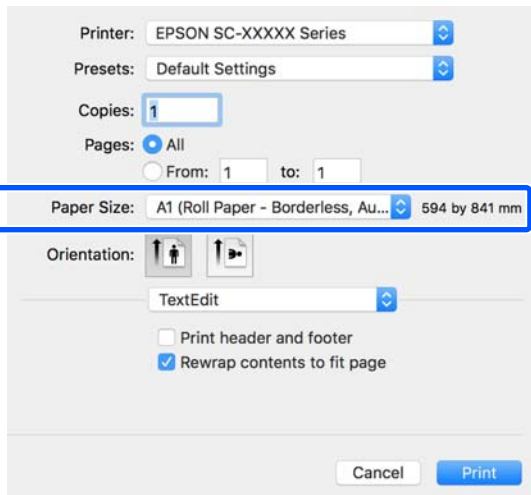 Printer: EPSON SC-XXXXX Series
Presets: Default Settings
Copies: 1
Pages: All
From: 1 to: 1
Paper Size: A1 (Roll Paper - Borderless, Au... 594 by 841 mm
Orientation:
TextEdit
Print header and footer
Rewrap contents to fit page
Cancel Print